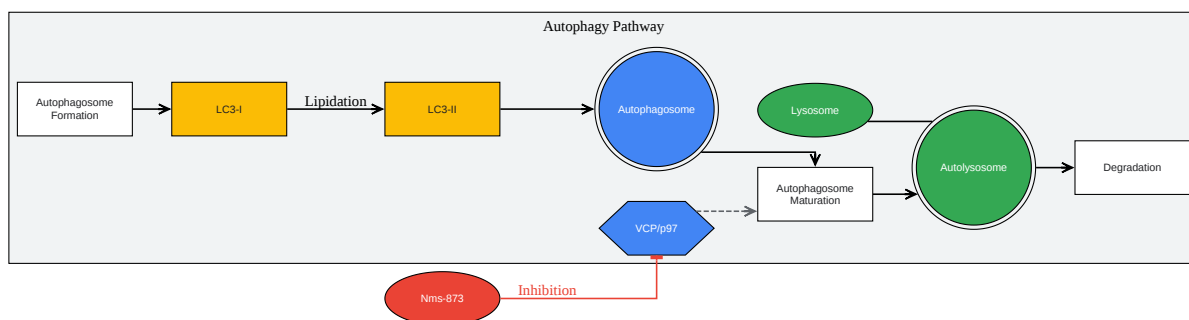 Autophagy Pathway
Autophagosome
Formation
LC3-I
Lipidation
LC3-II
Autophagosome
Lysosome
Autophagosome
Maturation
Autolysosome
Degradation
VCP/p97
Nms-873
Inhibition